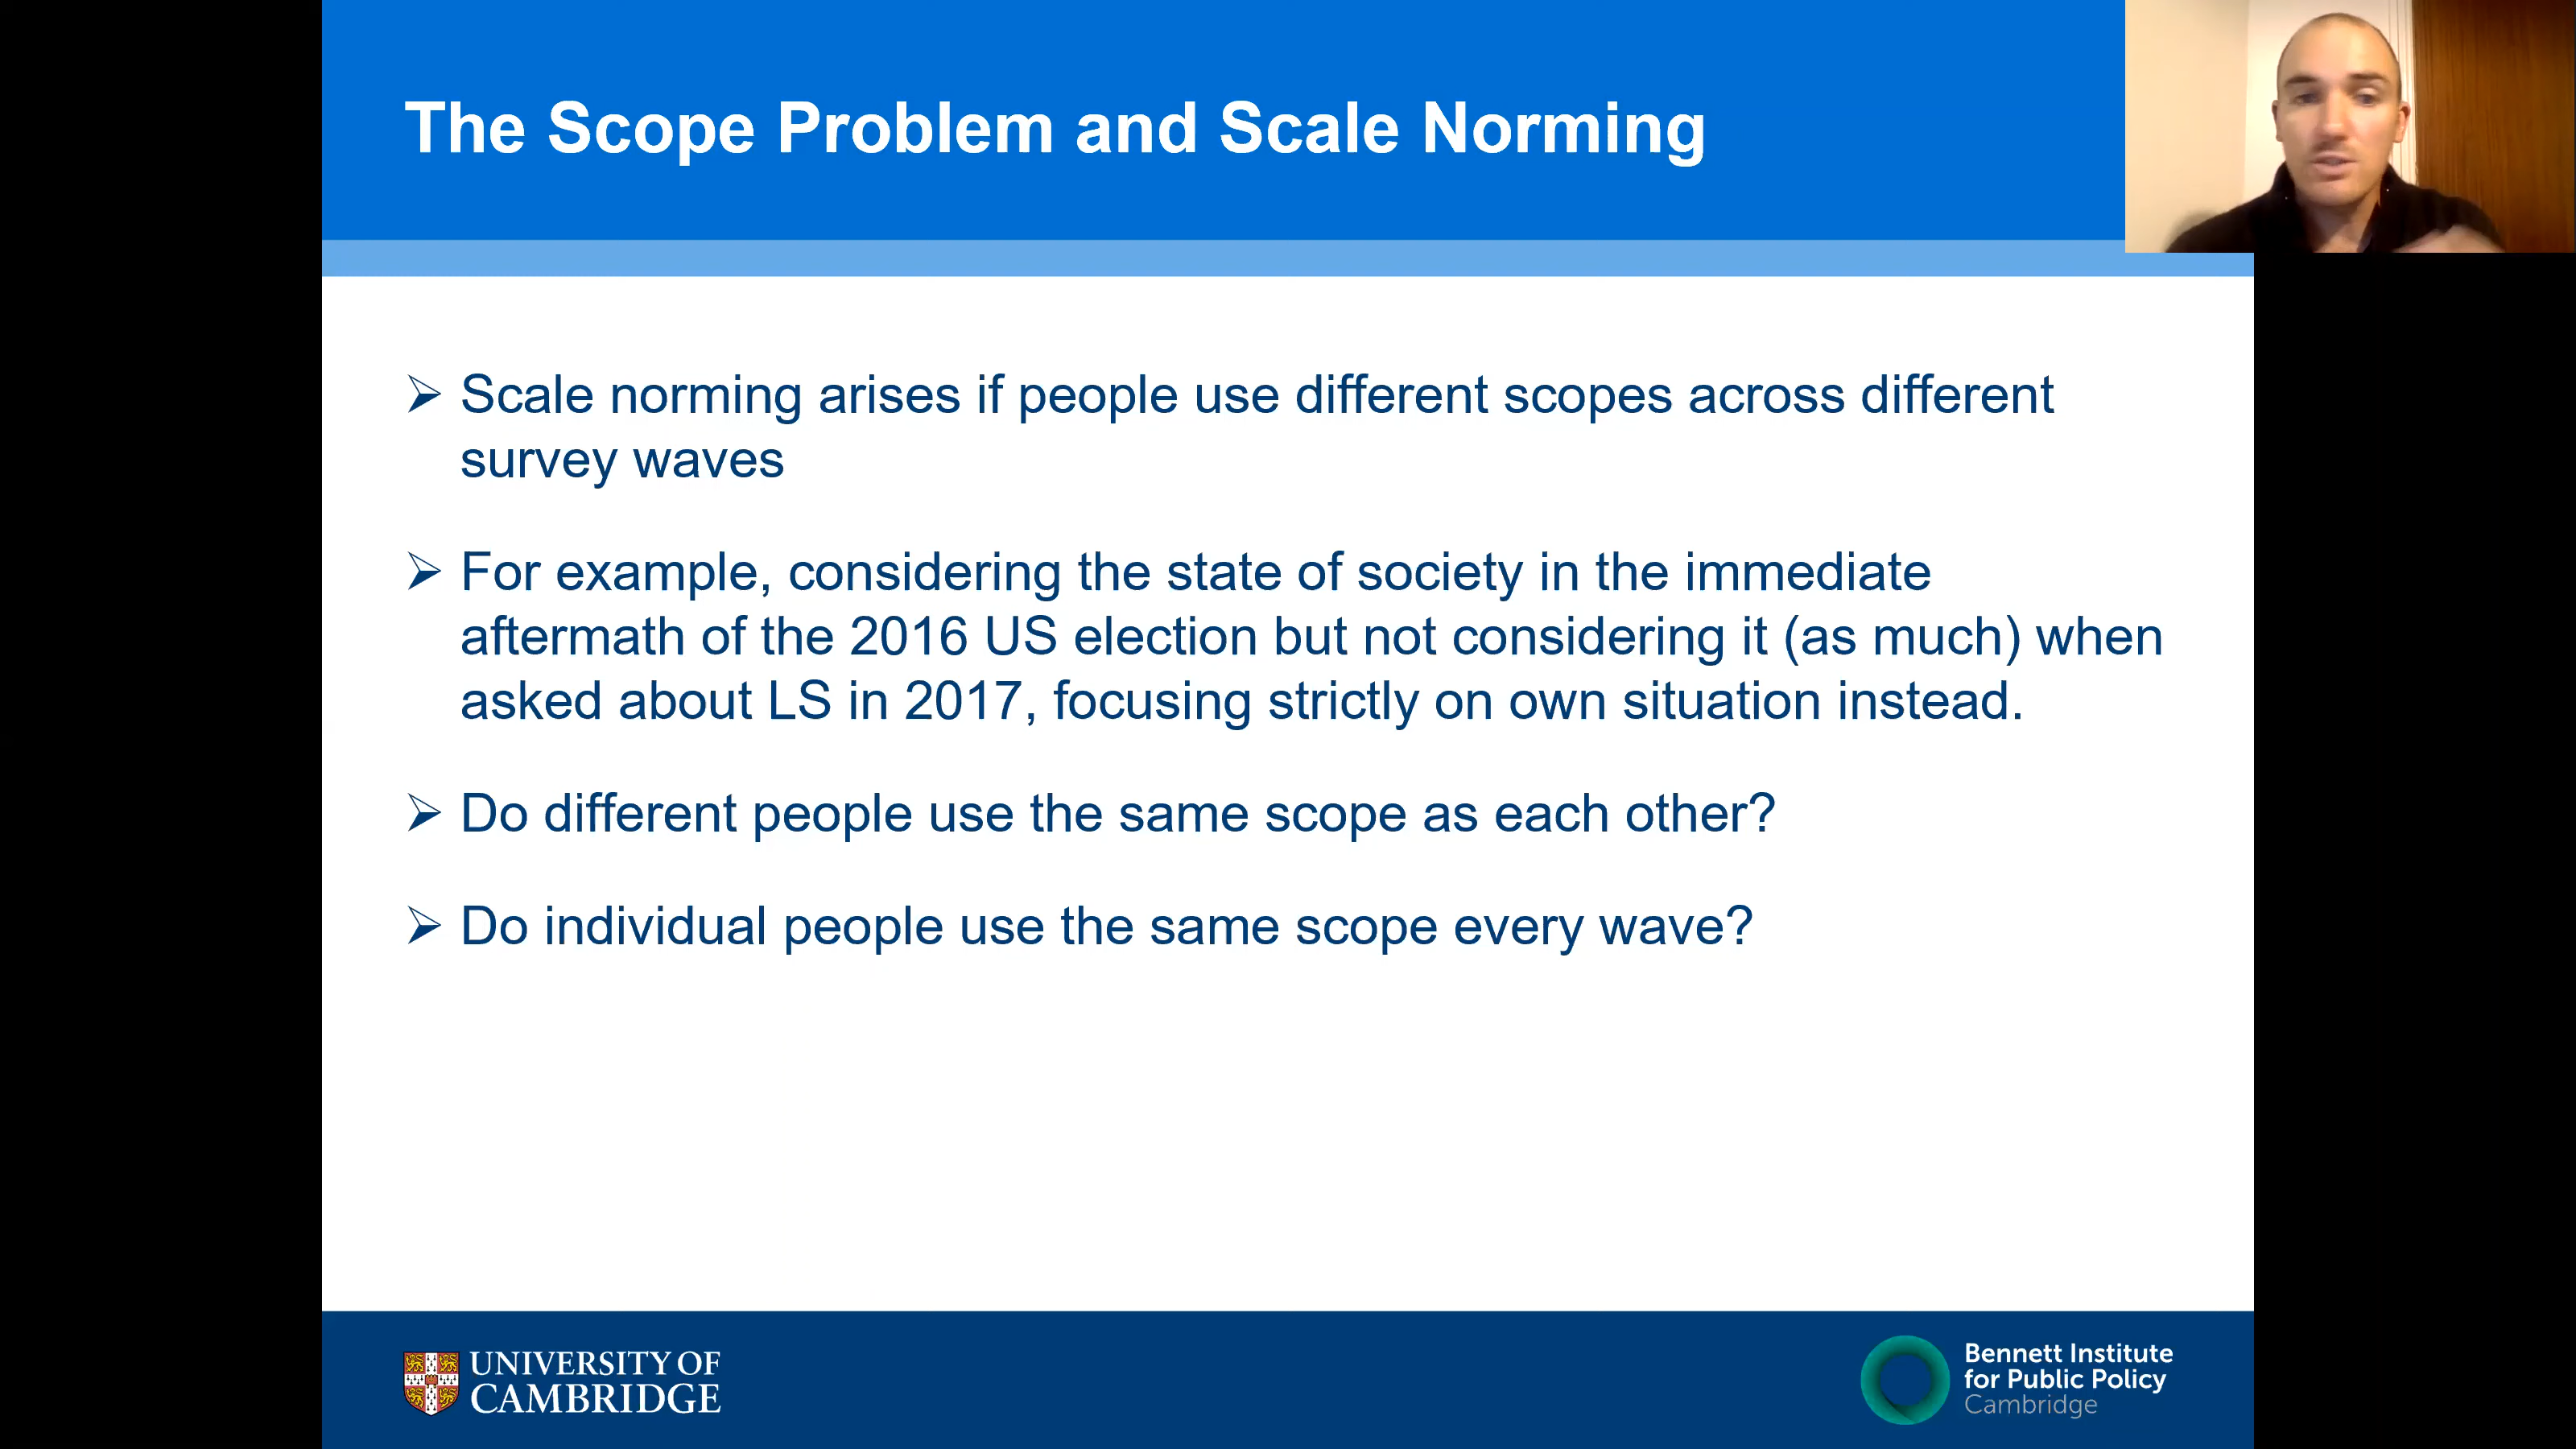 The Scope Problem and Scale Norming
Scale norming arises if people use different scopes across different
survey waves
For example, considering the state of society in the immediate
aftermath of the 2016 US election but not considering it (as much) when
asked about LS in 2017, focusing strictly on own situation instead.
Do different people use the same scope as each other?
Do individual people use the same scope every wave?
UNIVERSITY OF
CAMBRIDGE
Bennett Institute
for Public Policy
Cambridge